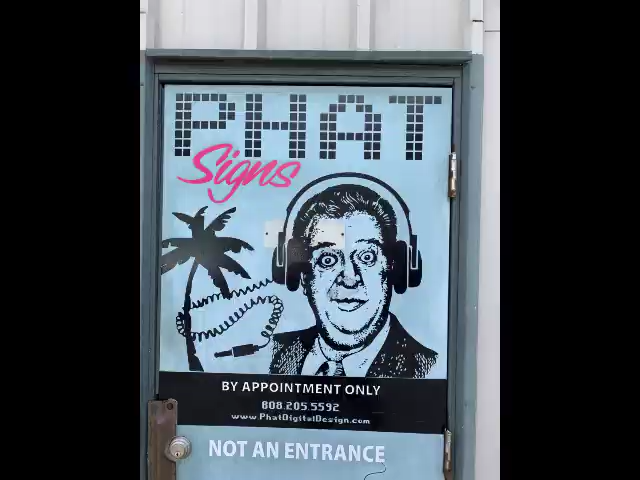 PHAT
Signs
BY APPOINTMENT ONLY
808.205.5592
www.PhatDigitalDesign.com
NOT AN ENTRANCE